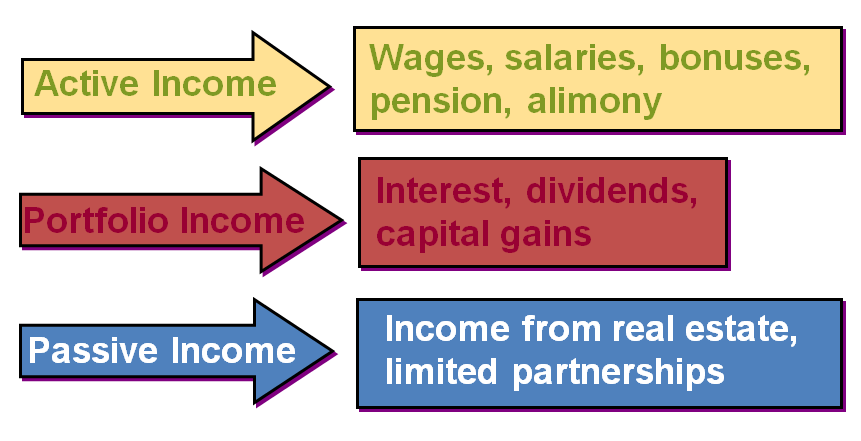 Active Income
Wages, salaries, bonuses,
pension, alimony
Portfolio Income
Interest, dividends,
capital gains
Passive Income
Income from real estate,
limited partnerships